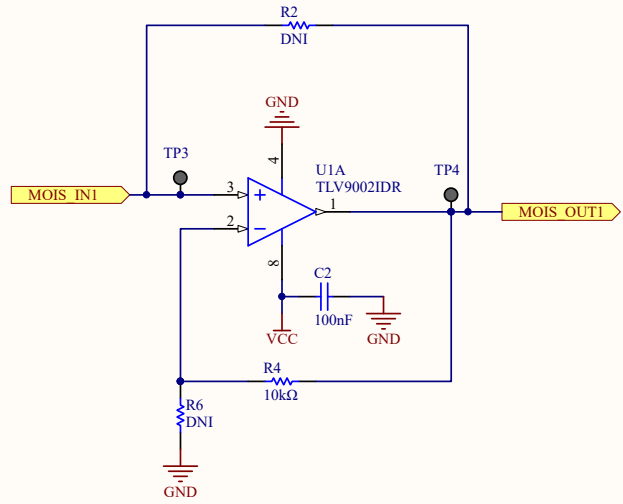 R2
DNI
GND
TP3
4
U1A
TLV9002IDR
TP4
MOIS_IN1
3
1
MOIS_OUT1
2
8
C2
100nF
VCC
GND
R4
10kΩ
R6
DNI
GND